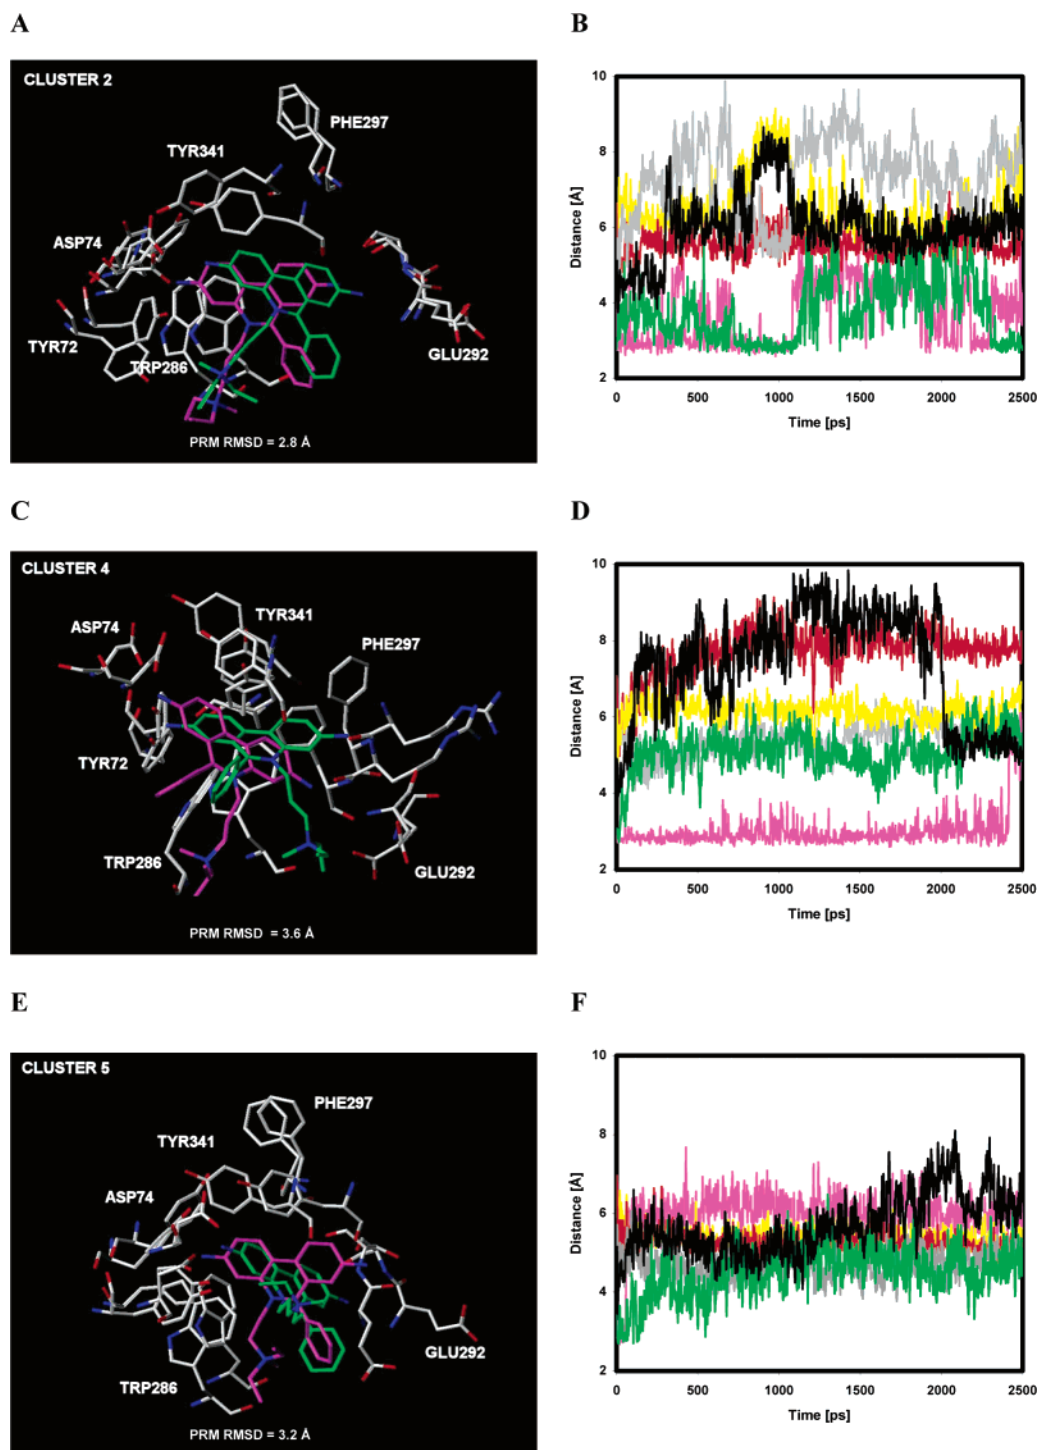 A
B
CLUSTER 2
PHE297
TYR341
ASP74
TYR72
TRP286
GLU292
PRM RMSD = 2.8 Å
10
8
6
4
2
Distance [Å]
0 500 1000 1500 2000 2500
Time [ps]
C
D
CLUSTER 4
TYR341
ASP74
PHE297
TYR72
TRP286
GLU292
PRM RMSD = 3.6 Å
10
8
6
4
2
Distance [Å]
0 500 1000 1500 2000 2500
Time [ps]
E
F
CLUSTER 5
PHE297
TYR341
ASP74
GLU292
TRP286
PRM RMSD = 3.2 Å
10
8
6
4
2
Distance [Å]
0 500 1000 1500 2000 2500
Time [ps]